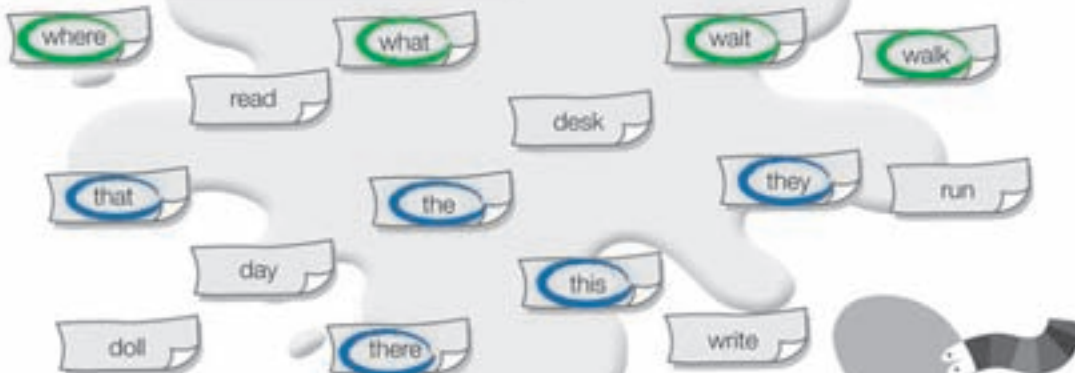 where
what
wait
walk
read
desk
that
the
they
run
day
this
doll
there
write